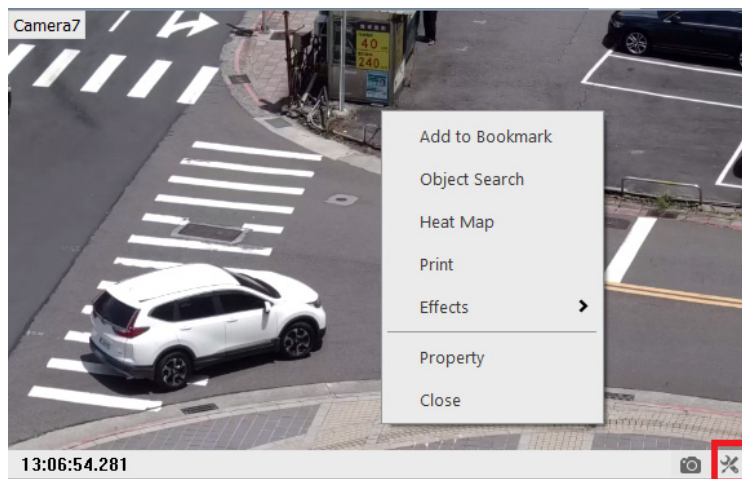 Camera7
40
240
Add to Bookmark
Object Search
Heat Map
Print
Effects
Property
Close
13:06:54.281